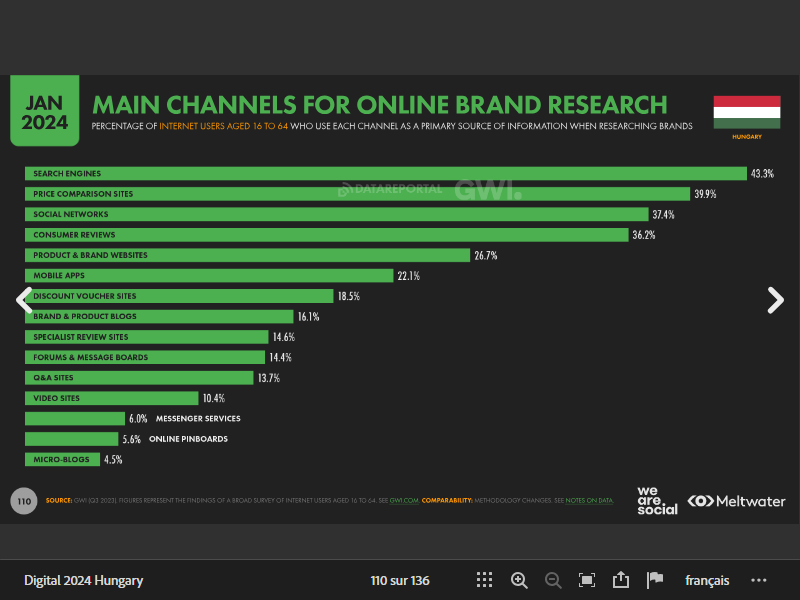 JAN
2024
MAIN CHANNELS FOR ONLINE BRAND RESEARCH
PERCENTAGE OF INTERNET USERS AGED 16 TO 64 WHO USE EACH CHANNEL AS A PRIMARY SOURCE OF INFORMATION WHEN RESEARCHING BRANDS
HUNGARY
SEARCH ENGINES 43.3%
DATAREPORTAL GWI.
PRICE COMPARISON SITES 39.9%
SOCIAL NETWORKS 37.4%
CONSUMER REVIEWS 36.2%
PRODUCT & BRAND WEBSITES 26.7%
MOBILE APPS 22.1%
DISCOUNT VOUCHER SITES 18.5%
BRAND & PRODUCT BLOGS 16.1%
SPECIALIST REVIEW SITES 14.6%
FORUMS & MESSAGE BOARDS 14.4%
Q&A SITES 13.7%
VIDEO SITES 10.4%
6.0% MESSENGER SERVICES
5.6% ONLINE PINBOARDS
MICRO-BLOGS 4.5%
110
SOURCE: GWI (Q3 2023). FIGURES REPRESENT THE FINDINGS OF A BROAD SURVEY OF INTERNET USERS AGED 16 TO 64. SEE GWI.COM. COMPARABILITY: METHODOLOGY CHANGES. SEE NOTES ON DATA.
we
are
social
Meltwater
Digital 2024 Hungary
110 sur 136
français